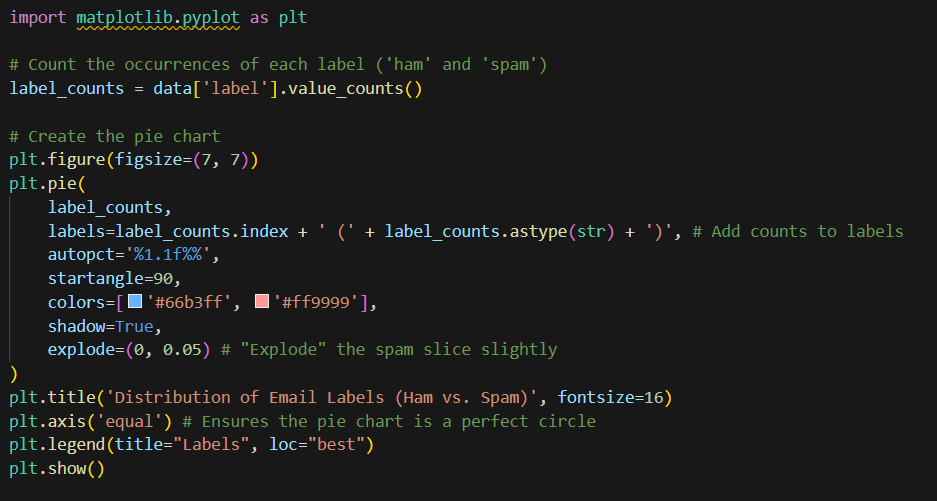 import matplotlib.pyplot as plt
# Count the occurrences of each label ('ham' and 'spam')
label_counts = data['label'].value_counts()
# Create the pie chart
plt.figure(figsize=(7, 7))
plt.pie(
    label_counts,
    labels=label_counts.index + ' (' + label_counts.astype(str) + ')', # Add counts to labels
    autopct='%1.1f%%',
    startangle=90,
    colors=['#66b3ff', '#ff9999'],
    shadow=True,
    explode=(0, 0.05) # "Explode" the spam slice slightly
)
plt.title('Distribution of Email Labels (Ham vs. Spam)', fontsize=16)
plt.axis('equal') # Ensures the pie chart is a perfect circle
plt.legend(title="Labels", loc="best")
plt.show()